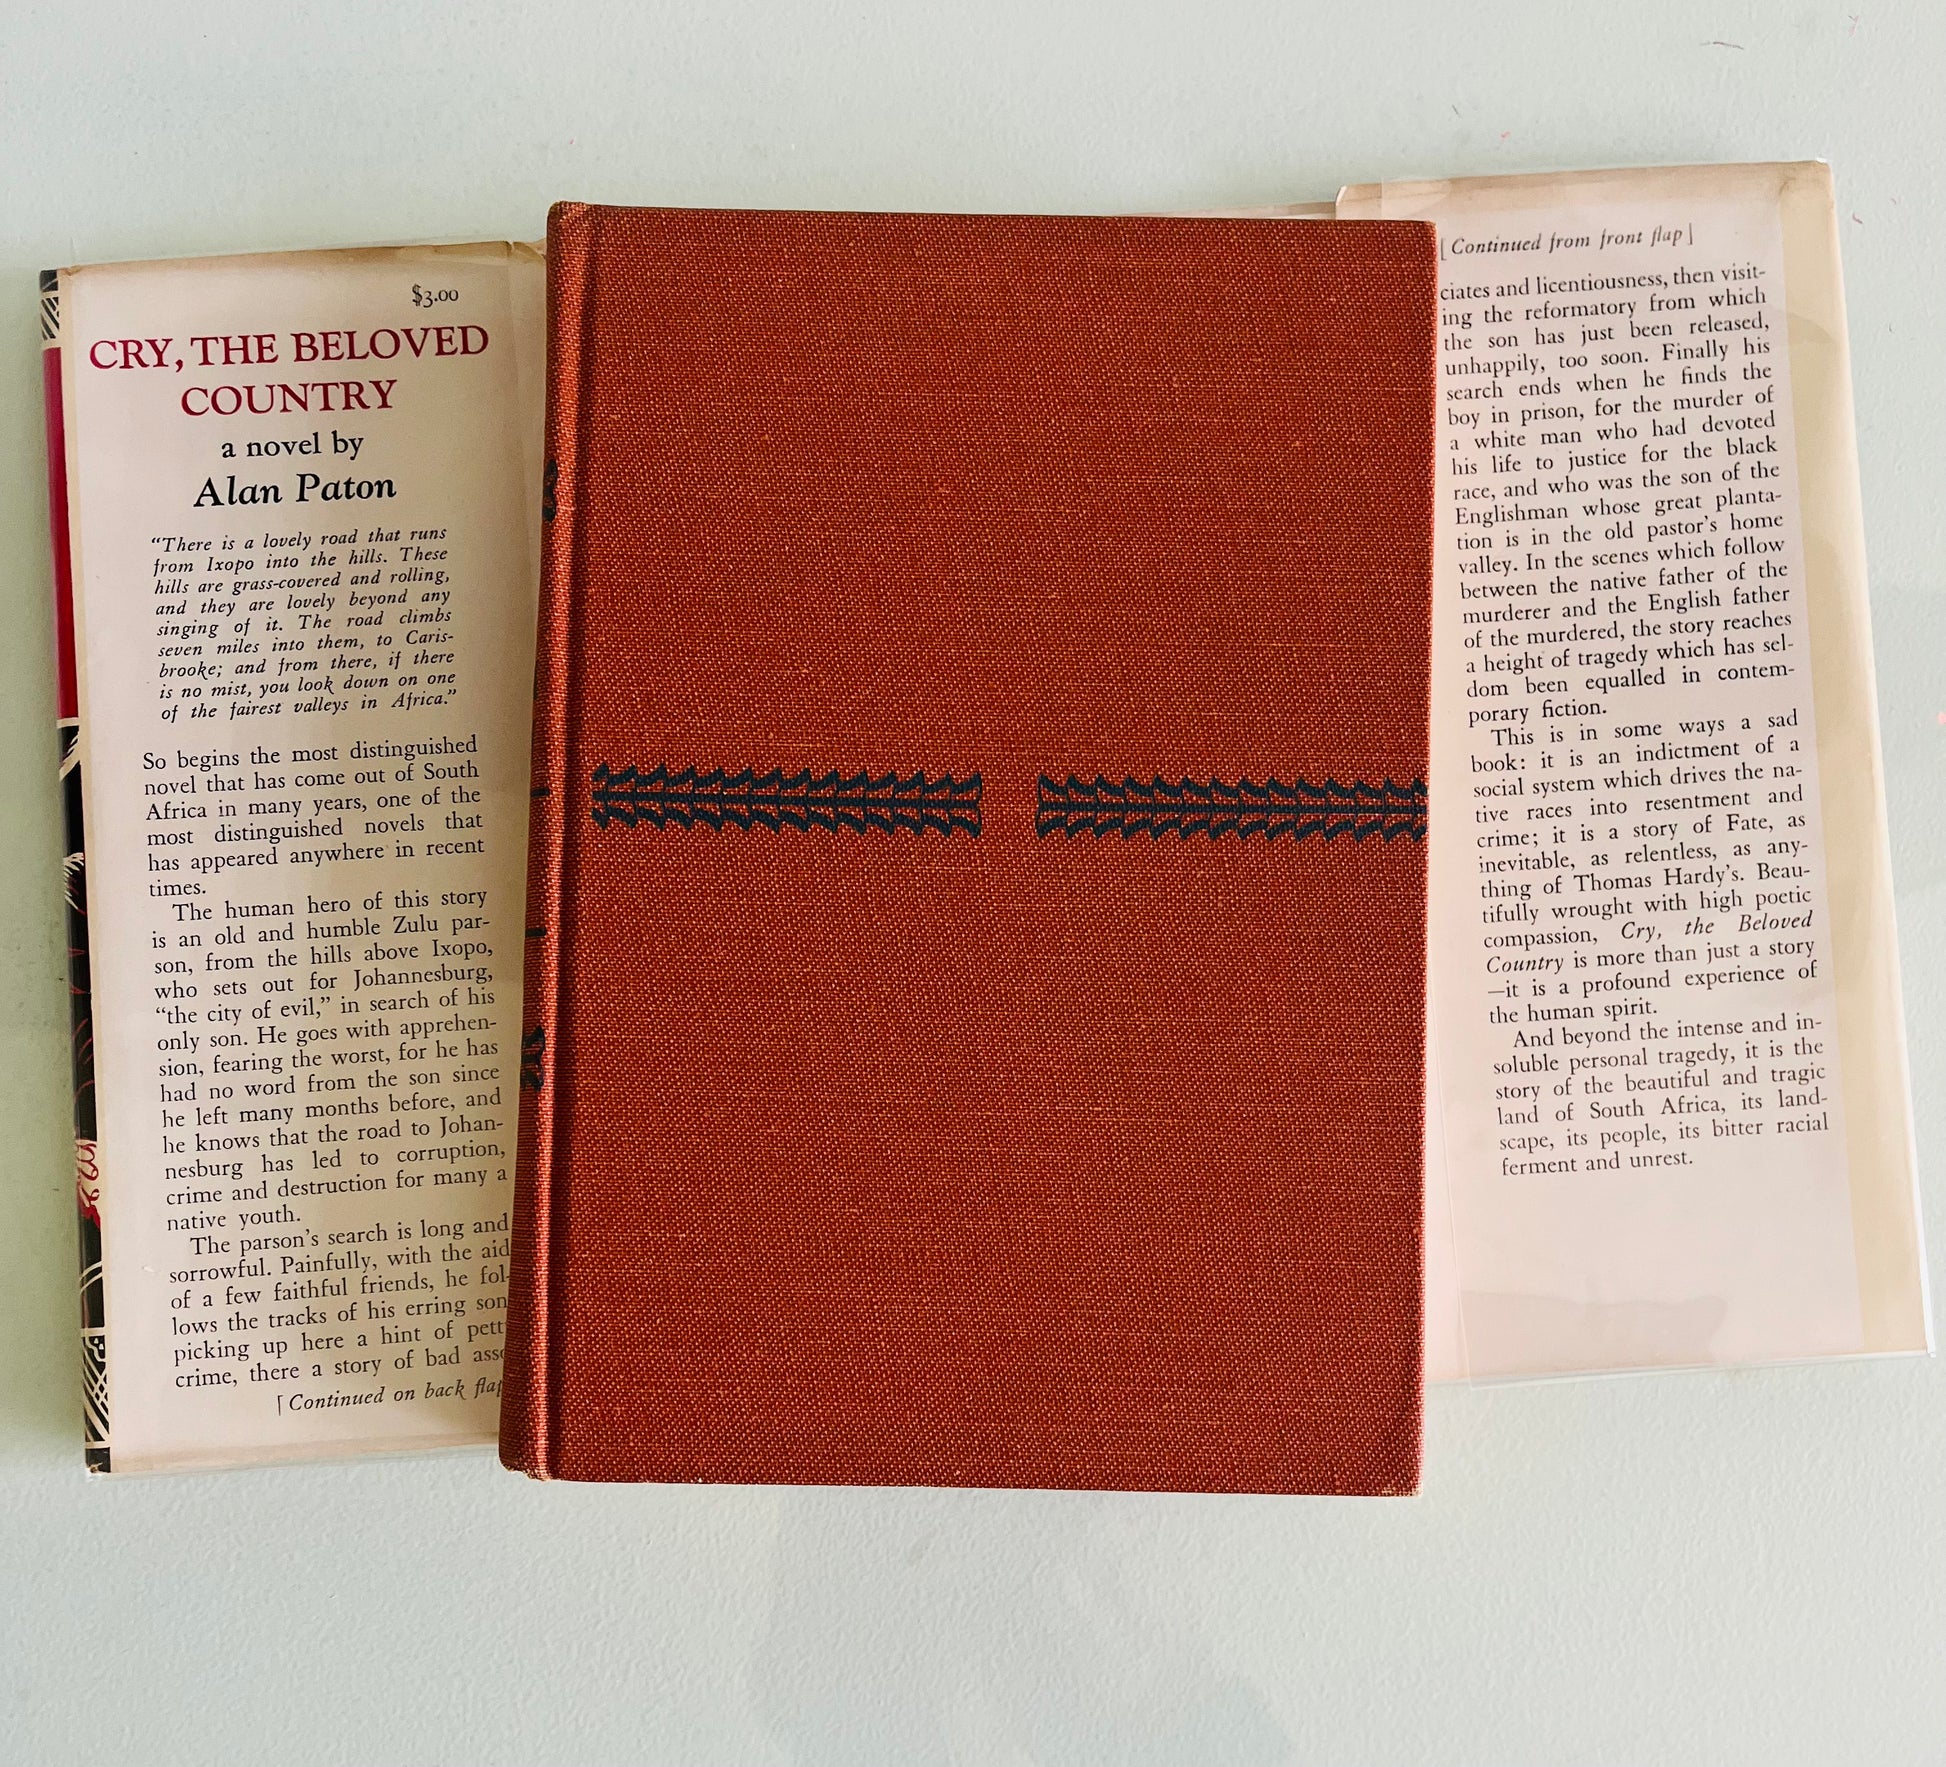 $3.00
CRY, THE BELOVED
COUNTRY
a novel by
Alan Paton
“There is a lovely road that runs
from Ixopo into the hills. These
hills are grass-covered and rolling,
and they are lovely beyond any
singing of it. The road climbs
seven miles into them, to Caris-
brooke; and from there, if there
is no mist, you look down on one
of the fairest valleys in Africa.”
So begins the most distinguished
novel that has come out of South
Africa in many years, one of the
most distinguished novels that
has appeared anywhere in recent
times.
The human hero of this story
is an old and humble Zulu par-
son, from the hills above Ixopo,
who sets out for Johannesburg,
“the city of evil,” in search of his
only son. He goes with apprehen-
sion, fearing the worst, for he has
had no word from the son since
he left many months before, and
he knows that the road to Johan-
nesburg has led to corruption,
crime and destruction for many a
native youth.
The parson's search is long and
sorrowful. Painfully, with the aid
of a few faithful friends, he fol-
lows the tracks of his erring son
picking up here a hint of
crime, there a story of bad
[Continued on back flap
[Continued from front flap]
ciates and licentiousness, then visit-
ing the reformatory from which
the son has just been released,
unhappily, too soon. Finally his
search ends when he finds the
boy in prison, for the murder of
a white man who had devoted
his life to justice for the black
race, and who was the son of the
Englishman whose great planta-
tion is in the old pastor's home
valley. In the scenes which follow
between the native father of the
murderer and the English father
of the murdered, the story reaches
a height of tragedy which has sel-
dom been equalled in contem-
porary fiction.
This is in some ways a sad
book: it is an indictment of a
social system which drives the na-
tive races into resentment and
crime; it is a story of Fate, as
inevitable, as relentless, as any-
thing of Thomas Hardy's. Beau-
tifully wrought with high poetic
compassion, Cry, the Beloved
Country is more than just a story
—it is a profound experience of
the human spirit.
And beyond the intense and in-
soluble personal tragedy, it is the
story of the beautiful and tragic
land of South Africa, its land-
scape, its people, its bitter racial
ferment and unrest.